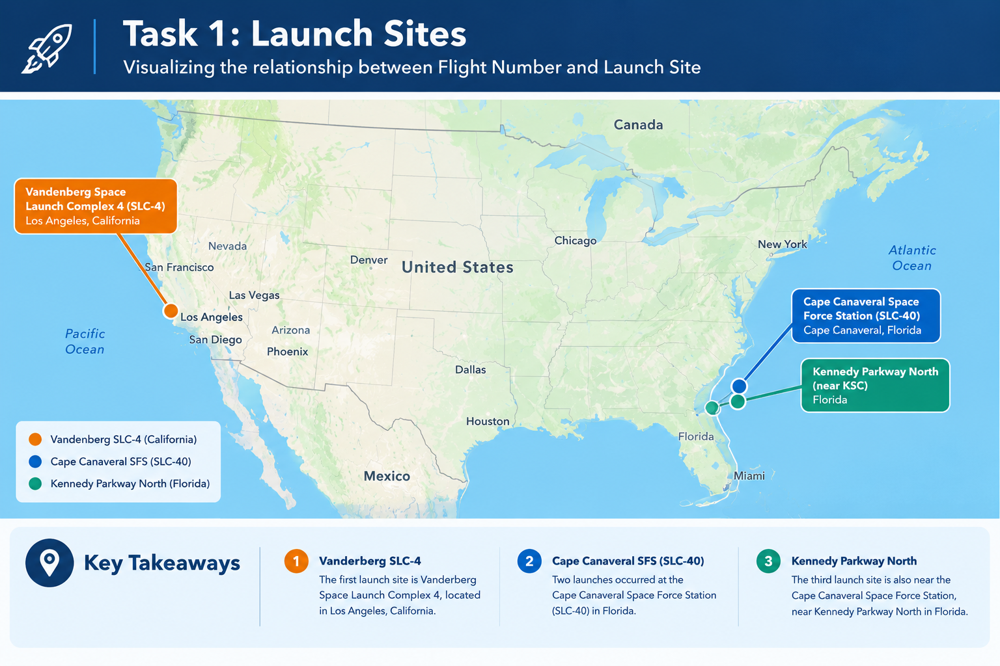 Task 1: Launch Sites
Visualizing the relationship between Flight Number and Launch Site
Canada
Vandenberg Space
Launch Complex 4 (SLC-4)
Los Angeles, California
Nevada
San Francisco
Denver
United States
Chicago
New York
Atlantic
Ocean
Las Vegas
Los Angeles
Arizona
San Diego
Phoenix
Pacific
Ocean
Cape Canaveral Space
Force Station (SLC-40)
Cape Canaveral, Florida
Dallas
Kennedy Parkway North
(near KSC)
Florida
Houston
Florida
Mexico
Miami
Vandenberg SLC-4 (California)
Cape Canaveral SFS (SLC-40)
Kennedy Parkway North (Florida)
Key Takeaways
1 Vanderberg SLC-4
The first launch site is Vanderberg
Space Launch Complex 4, located
in Los Angeles, California.
2 Cape Canaveral SFS (SLC-40)
Two launches occurred at the
Cape Canaveral Space Force Station
(SLC-40) in Florida.
3 Kennedy Parkway North
The third launch site is also near the
Cape Canaveral Space Force Station,
near Kennedy Parkway North in Florida.